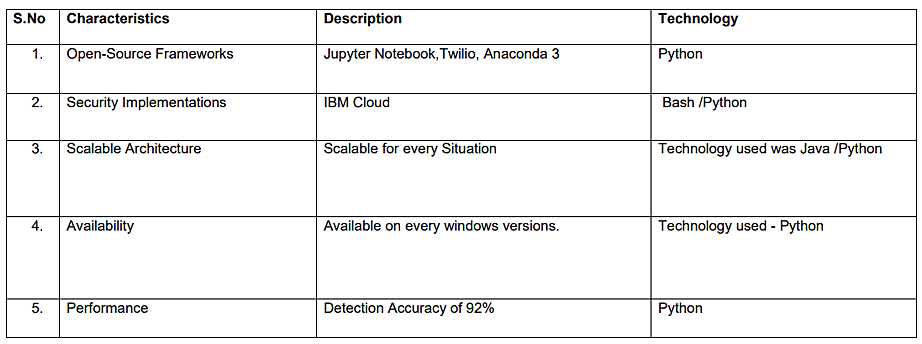 S.No Characteristics Description Technology
1. Open-Source Frameworks Jupyter Notebook,Twilio, Anaconda 3 Python
2. Security Implementations IBM Cloud Bash /Python
3. Scalable Architecture Scalable for every Situation Technology used was Java /Python
4. Availability Available on every windows versions. Technology used - Python
5. Performance Detection Accuracy of 92% Python